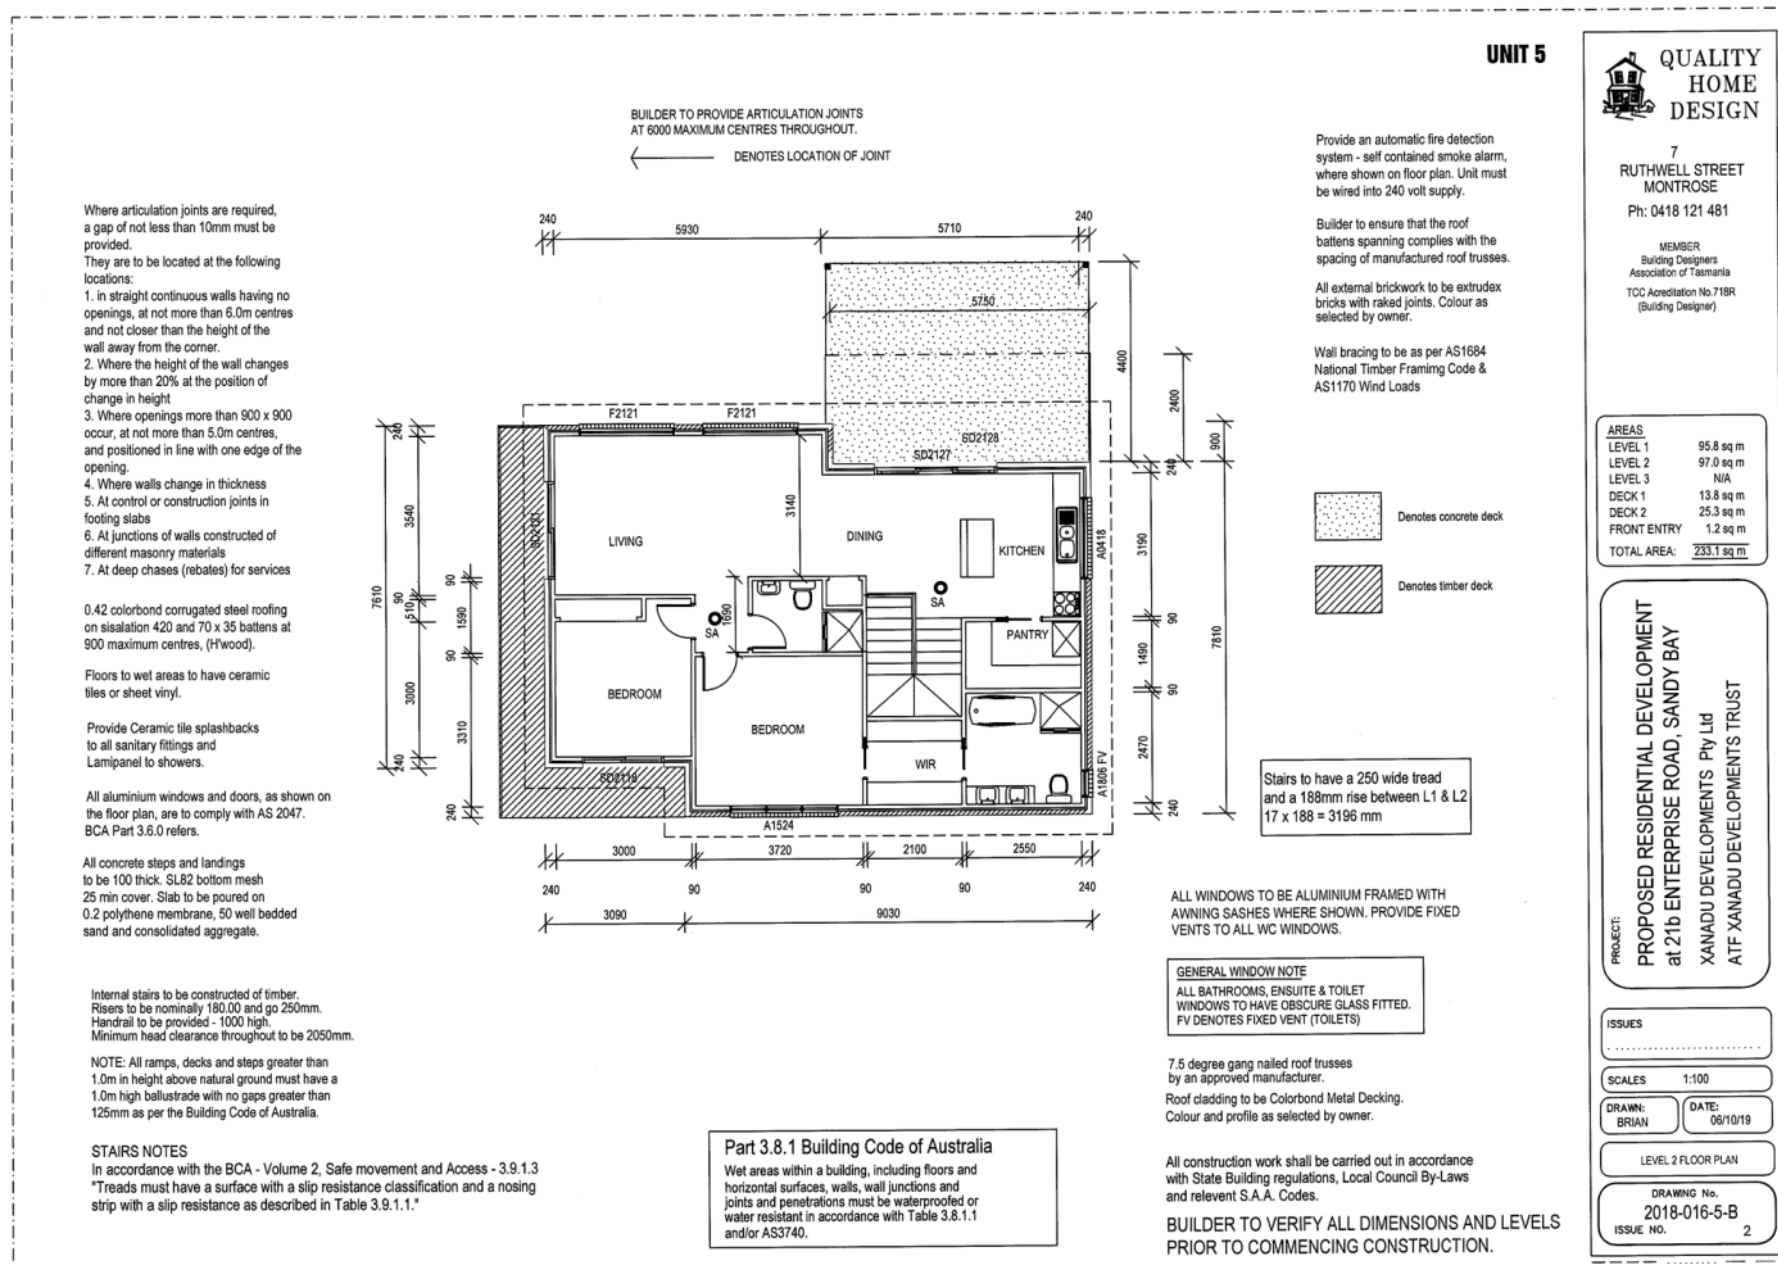 UNIT 5
BUILDER TO PROVIDE ARTICULATION JOINTS
AT 6000 MAXIMUM CENTRES THROUGHOUT.
DENOTES LOCATION OF JOINT
Where articulation joints are required,
a gap of not less than 10mm must be
provided.
They are to be located at the following
locations:
1. in straight continuous walls having no
openings, at not more than 6.0m centres
and not closer than the height of the
wall away from the corner.
2. Where the height of the wall changes
by more than 20% at the position of
change in height
3. Where openings more than 900 x 900
occur, at not more than 5.0m centres,
and positioned in line with one edge of the
opening.
4. Where walls change in thickness
5. At control or construction joints in
footing slabs
6. At junctions of walls constructed of
different masonry materials
7. At deep chases (rebates) for services
0.42 colorbond corrugated steel roofing
on sisalation 420 and 70 x 35 battens at
900 maximum centres, (H'wood).
Floors to wet areas to have ceramic
tiles or sheet vinyl.
Provide Ceramic tile splashbacks
to all sanitary fittings and
Lamipanel to showers.
All aluminium windows and doors, as shown on
the floor plan, are to comply with AS 2047.
BCA Part 3.6.0 refers.
All concrete steps and landings
to be 100 thick. SL82 bottom mesh
25 min cover. Slab to be poured on
0.2 polythene membrane, 50 well bedded
sand and consolidated aggregate.
Internal stairs to be constructed of timber.
Risers to be nominally 180.00 and go 250mm.
Handrail to be provided - 1000 high.
Minimum head clearance throughout to be 2050mm.
NOTE: All ramps, decks and steps greater than
1.0m in height above natural ground must have a
1.0m high ballustrade with no gaps greater than
125mm as per the Building Code of Australia.
STAIRS NOTES
In accordance with the BCA - Volume 2, Safe movement and Access - 3.9.1.3
"Treads must have a surface with a slip resistance classification and a nosing
strip with a slip resistance as described in Table 3.9.1.1."
240
5930
5710
240
5750
4400
2400
900
240
F2121
F2121
SD2128
SD2127
7610
240
3540
90
510
3000
240
90
1590
90
3310
240
SD2121
LIVING
3140
DINING
KITCHEN
A0418
SA
SA
1690
PANTRY
BEDROOM
BEDROOM
WIR
SD2118
A1524
A1806 FV
3190
90
1490
90
2470
240
7810
3000
3720
2100
2550
240
90
90
90
240
3090
9030
Provide an automatic fire detection
system - self contained smoke alarm,
where shown on floor plan. Unit must
be wired into 240 volt supply.
Builder to ensure that the roof
battens spanning complies with the
spacing of manufactured roof trusses.
All external brickwork to be extrudex
bricks with raked joints. Colour as
selected by owner.
Wall bracing to be as per AS1684
National Timber Framimg Code &
AS1170 Wind Loads
Denotes concrete deck
Denotes timber deck
Stairs to have a 250 wide tread
and a 188mm rise between L1 & L2
17 x 188 = 3196 mm
ALL WINDOWS TO BE ALUMINIUM FRAMED WITH
AWNING SASHES WHERE SHOWN. PROVIDE FIXED
VENTS TO ALL WC WINDOWS.
GENERAL WINDOW NOTE
ALL BATHROOMS, ENSUITE & TOILET
WINDOWS TO HAVE OBSCURE GLASS FITTED.
FV DENOTES FIXED VENT (TOILETS)
7.5 degree gang nailed roof trusses
by an approved manufacturer.
Roof cladding to be Colorbond Metal Decking.
Colour and profile as selected by owner.
Part 3.8.1 Building Code of Australia
Wet areas within a building, including floors and
horizontal surfaces, walls, wall junctions and
joints and penetrations must be waterproofed or
water resistant in accordance with Table 3.8.1.1
and/or AS3740.
All construction work shall be carried out in accordance
with State Building regulations, Local Council By-Laws
and relevent S.A.A. Codes.
BUILDER TO VERIFY ALL DIMENSIONS AND LEVELS
PRIOR TO COMMENCING CONSTRUCTION.
QUALITY
HOME
DESIGN
7
RUTHWELL STREET
MONTROSE
Ph: 0418 121 481
MEMBER
Building Designers
Association of Tasmania
TCC Acreditation No.718R
(Building Designer)
AREAS
LEVEL 1 95.8 sq m
LEVEL 2 97.0 sq m
LEVEL 3 N/A
DECK 1 13.8 sq m
DECK 2 25.3 sq m
FRONT ENTRY 1.2 sq m
TOTAL AREA: 233.1 sq m
PROJECT:
PROPOSED RESIDENTIAL DEVELOPMENT
at 21b ENTERPRISE ROAD, SANDY BAY
XANADU DEVELOPMENTS Pty Ltd
ATF XANADU DEVELOPMENTS TRUST
ISSUES
SCALES 1:100
DRAWN:
BRIAN
DATE:
06/10/19
LEVEL 2 FLOOR PLAN
DRAWING No.
2018-016-5-B
ISSUE NO. 2